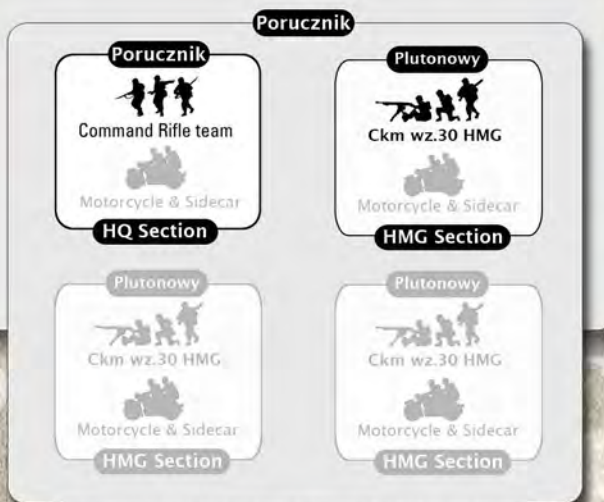 Porucznik
Porucznik
Command Rifle team
Motorcycle & Sidecar
HQ Section
Plutonowy
Ckm wz.30 HMG
Motorcycle & Sidecar
HMG Section
Plutonowy
Ckm wz.30 HMG
Motorcycle & Sidecar
HMG Section
Plutonowy
Ckm wz.30 HMG
Motorcycle & Sidecar
HMG Section